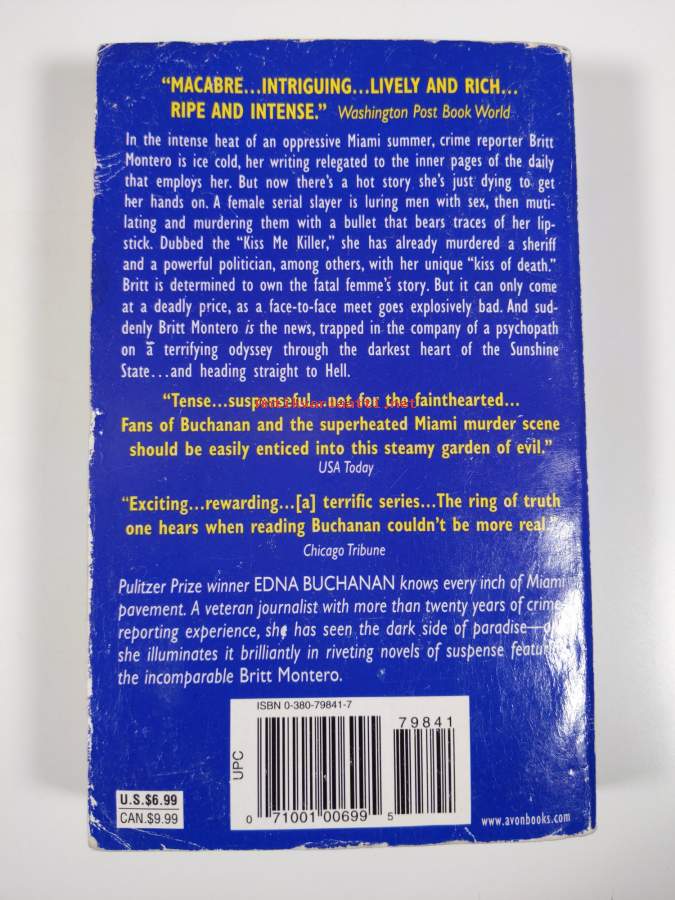 “MACABRE...INTRIGUING...LIVELY AND RICH...
RIPE AND INTENSE.” Washington Post Book World
In the intense heat of an oppressive Miami summer, crime reporter Britt
Montero is ice cold, her writing relegated to the inner pages of the daily
that employs her. But now there’s a hot story she’s just dying to get
her hands on. A female serial slayer is luring men with sex, then muti-
lating and murdering them with a bullet that bears traces of her lip-
stick. Dubbed the “Kiss Me Killer,” she has already murdered a sheriff
and a powerful politician, among others, with her unique “kiss of death.”
Britt is determined to own the fatal femme’s story. But it can only come
at a deadly price, as a face-to-face meet goes explosively bad. And sud-
denly Britt Montero is the news, trapped in the company of a psychopath
on a terrifying odyssey through the darkest heart of the Sunshine
State...and heading straight to Hell.
“Tense...suspenseful...not for the fainthearted...
Fans of Buchanan and the superheated Miami murder scene
should be easily enticed into this steamy garden of evil.”
USA Today
“Exciting...rewarding...[a] terrific series...The ring of truth
one hears when reading Buchanan couldn’t be more real.”
Chicago Tribune
Pulitzer Prize winner EDNA BUCHANAN knows every inch of Miami
pavement. A veteran journalist with more than twenty years of crime-
reporting experience, she has seen the dark side of paradise—
she illuminates it brilliantly in riveting novels of suspense
the incomparable Britt Montero.
ISBN 0-380-79841-7
79841
UPC
0 71001 00699 5
U.S.$6.99
CAN.$9.99
www.avonbooks.com